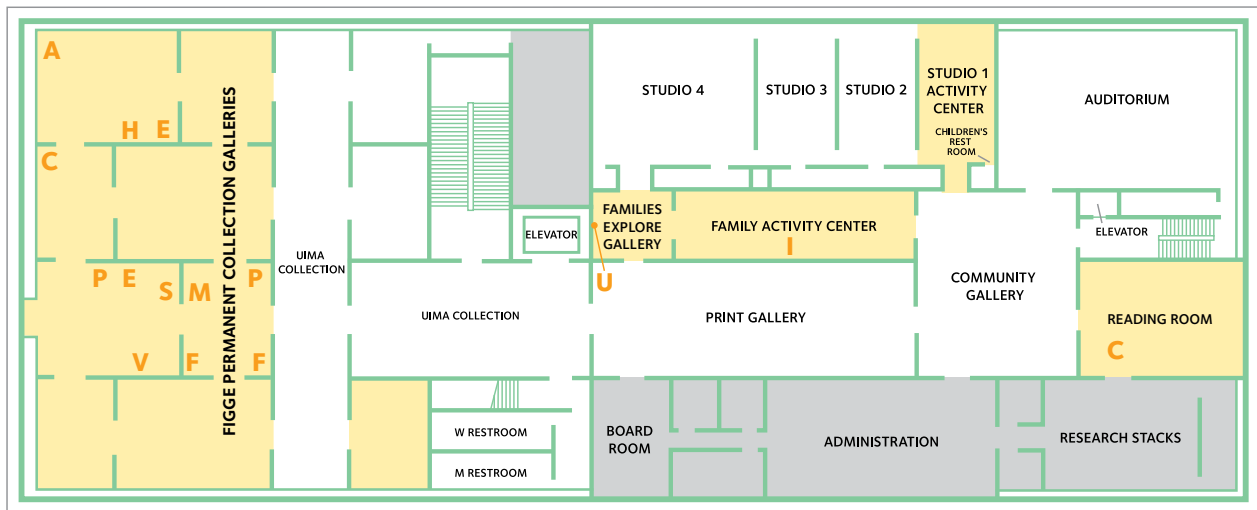 A
H
E
C
P
E
S
M
P
V
F
F
FIGGE PERMANENT COLLECTION GALLERIES
UIMA
COLLECTION
UIMA COLLECTION
ELEVATOR
W RESTROOM
M RESTROOM
STUDIO 4
STUDIO 3
STUDIO 2
STUDIO 1
ACTIVITY
CENTER
CHILDREN'S
REST
ROOM
AUDITORIUM
FAMILIES
EXPLORE
GALLERY
U
FAMILY ACTIVITY CENTER
I
ELEVATOR
COMMUNITY
GALLERY
PRINT GALLERY
READING ROOM
C
BOARD
ROOM
ADMINISTRATION
RESEARCH STACKS